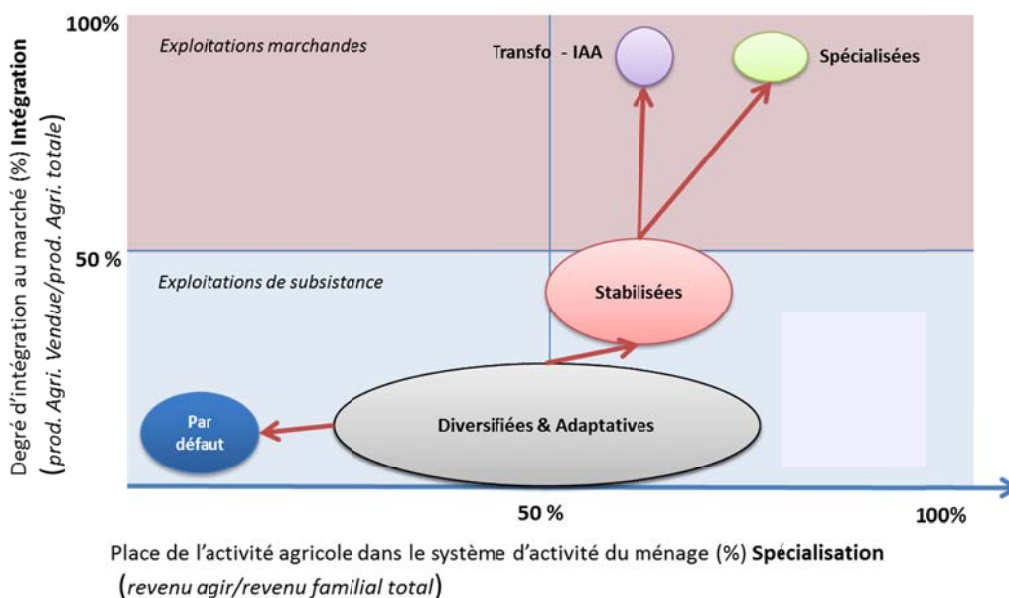 100%
Exploitations marchandes
Transfo - IAA
Spécialisées
Degré d'intégration au marché (%) Intégration
(prod. Agri. Vendue/prod. Agri. totale)
50 %
Exploitations de subsistance
Stabilisées
Par
défaut
Diversifiées & Adaptatives
50 %
100%
Place de l'activité agricole dans le système d'activité du ménage (%) Spécialisation
(revenu agir/revenu familial total)